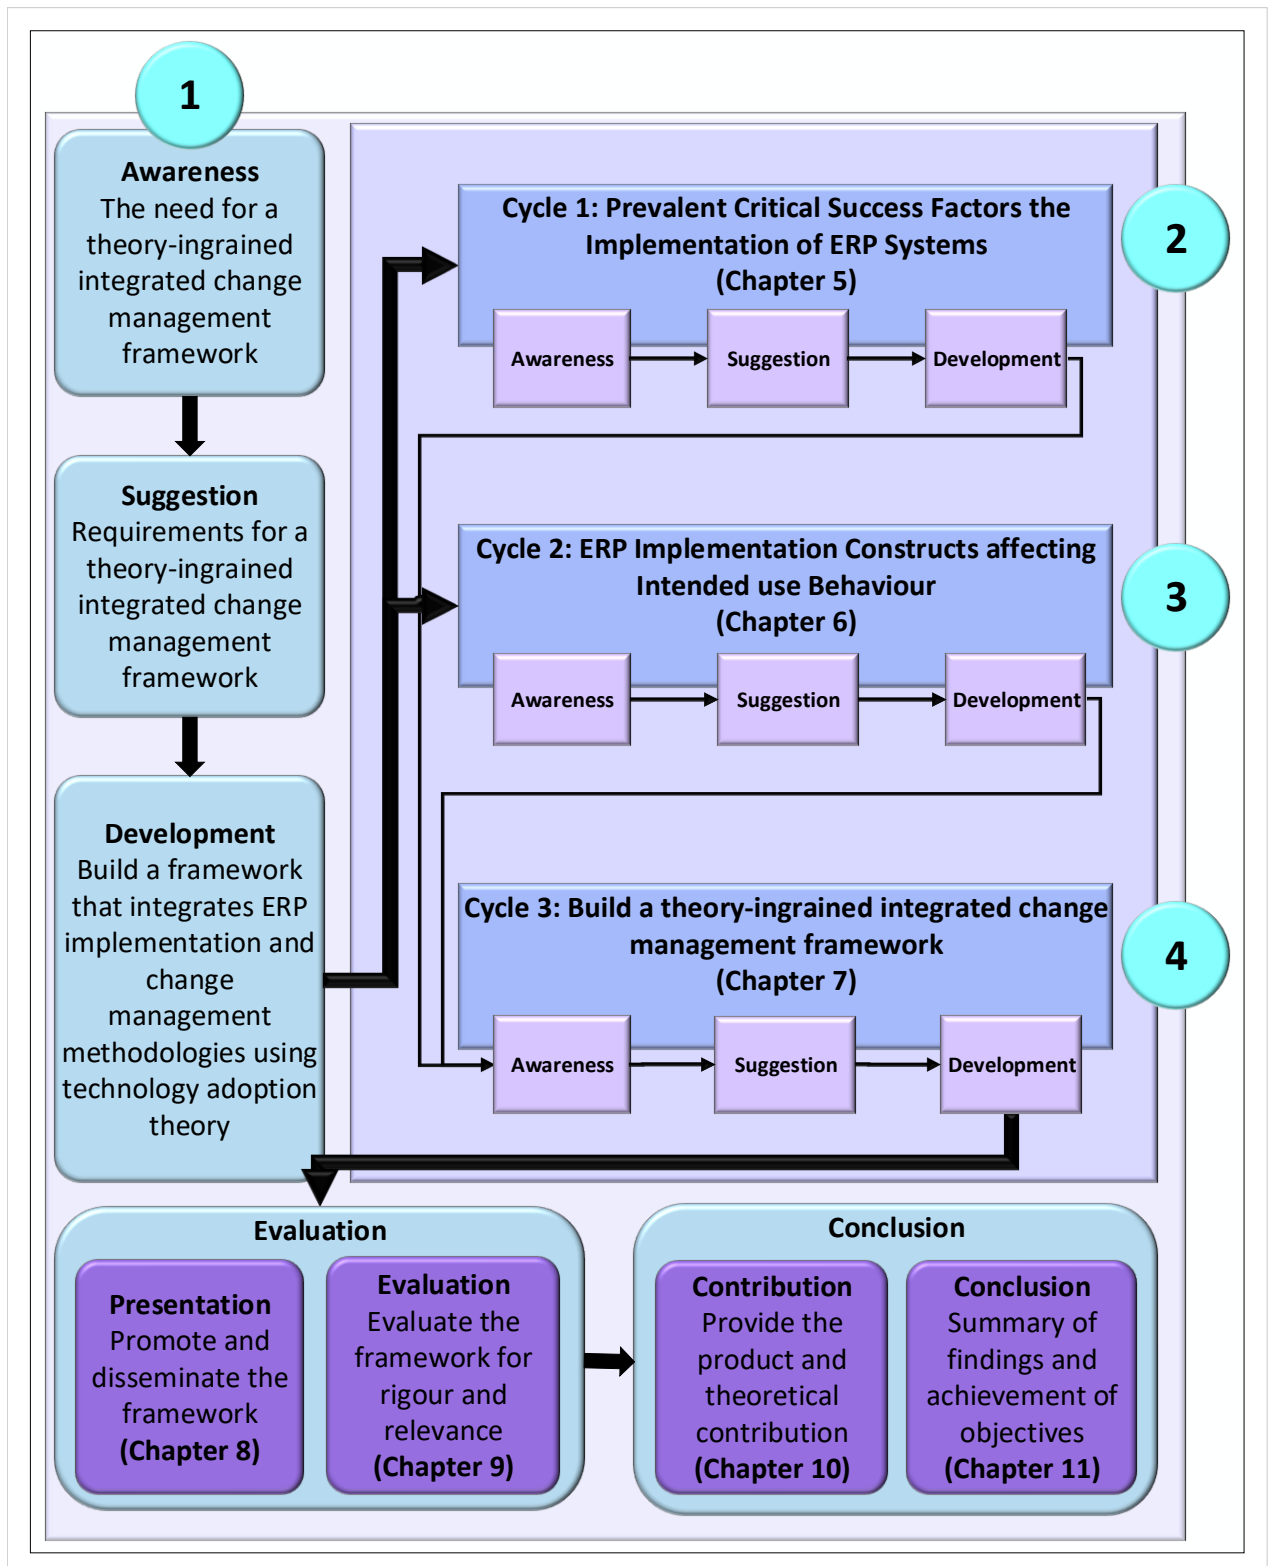 1
Awareness
The need for a
theory-ingrained
integrated change
management
framework
Suggestion
Requirements for a
theory-ingrained
integrated change
management
framework
Development
Build a framework
that integrates ERP
implementation and
change
management
methodologies using
technology adoption
theory
2
Cycle 1: Prevalent Critical Success Factors the
Implementation of ERP Systems
(Chapter 5)
Awareness
Suggestion
Development
3
Cycle 2: ERP Implementation Constructs affecting
Intended use Behaviour
(Chapter 6)
Awareness
Suggestion
Development
4
Cycle 3: Build a theory-ingrained integrated change
management framework
(Chapter 7)
Awareness
Suggestion
Development
Evaluation
Presentation
Promote and
disseminate the
framework
(Chapter 8)
Evaluation
Evaluate the
framework for
rigour and
relevance
(Chapter 9)
Conclusion
Contribution
Provide the
product and
theoretical
contribution
(Chapter 10)
Conclusion
Summary of
findings and
achievement of
objectives
(Chapter 11)